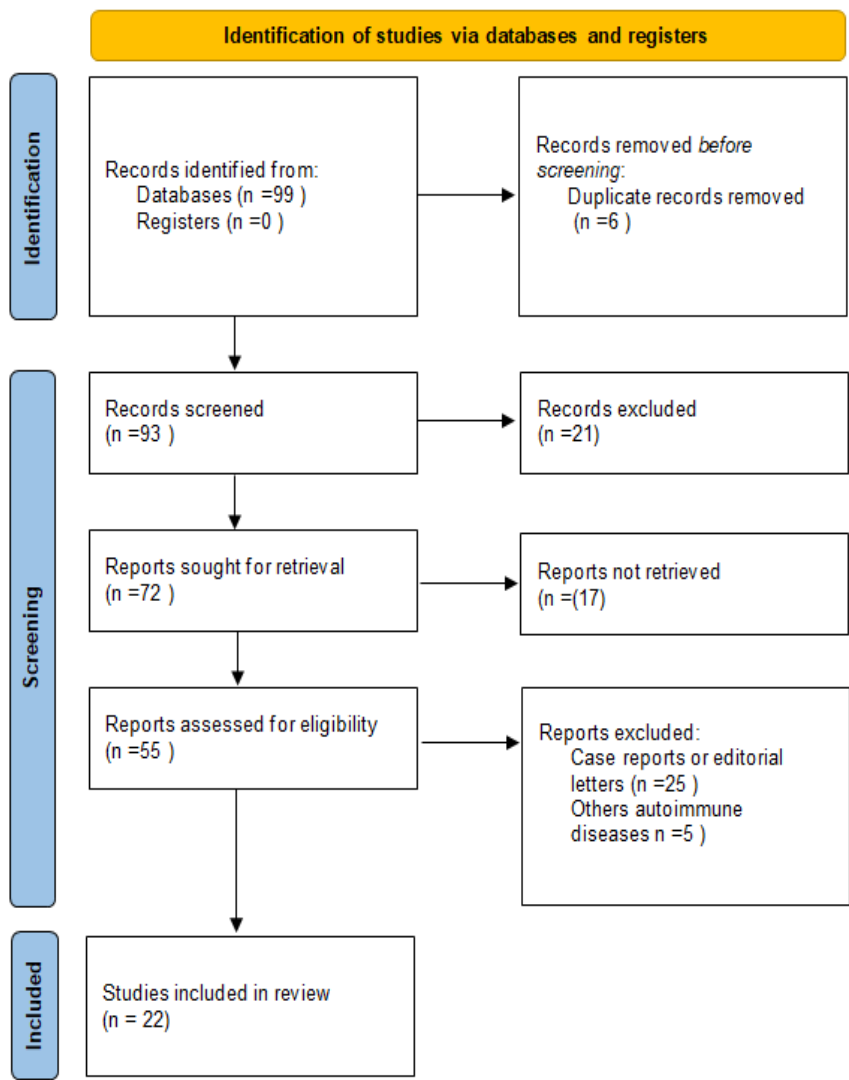 Identification of studies via databases and registers
Identification
Records identified from:
Databases (n =99 )
Registers (n =0 )
Records removed before
screening:
Duplicate records removed
(n =6 )
Screening
Records screened
(n =93 )
Records excluded
(n =21)
Reports sought for retrieval
(n =72 )
Reports not retrieved
(n =(17)
Reports assessed for eligibility
(n =55 )
Reports excluded:
Case reports or editorial
letters (n =25 )
Others autoimmune
diseases n =5 )
Included
Studies included in review
(n = 22)